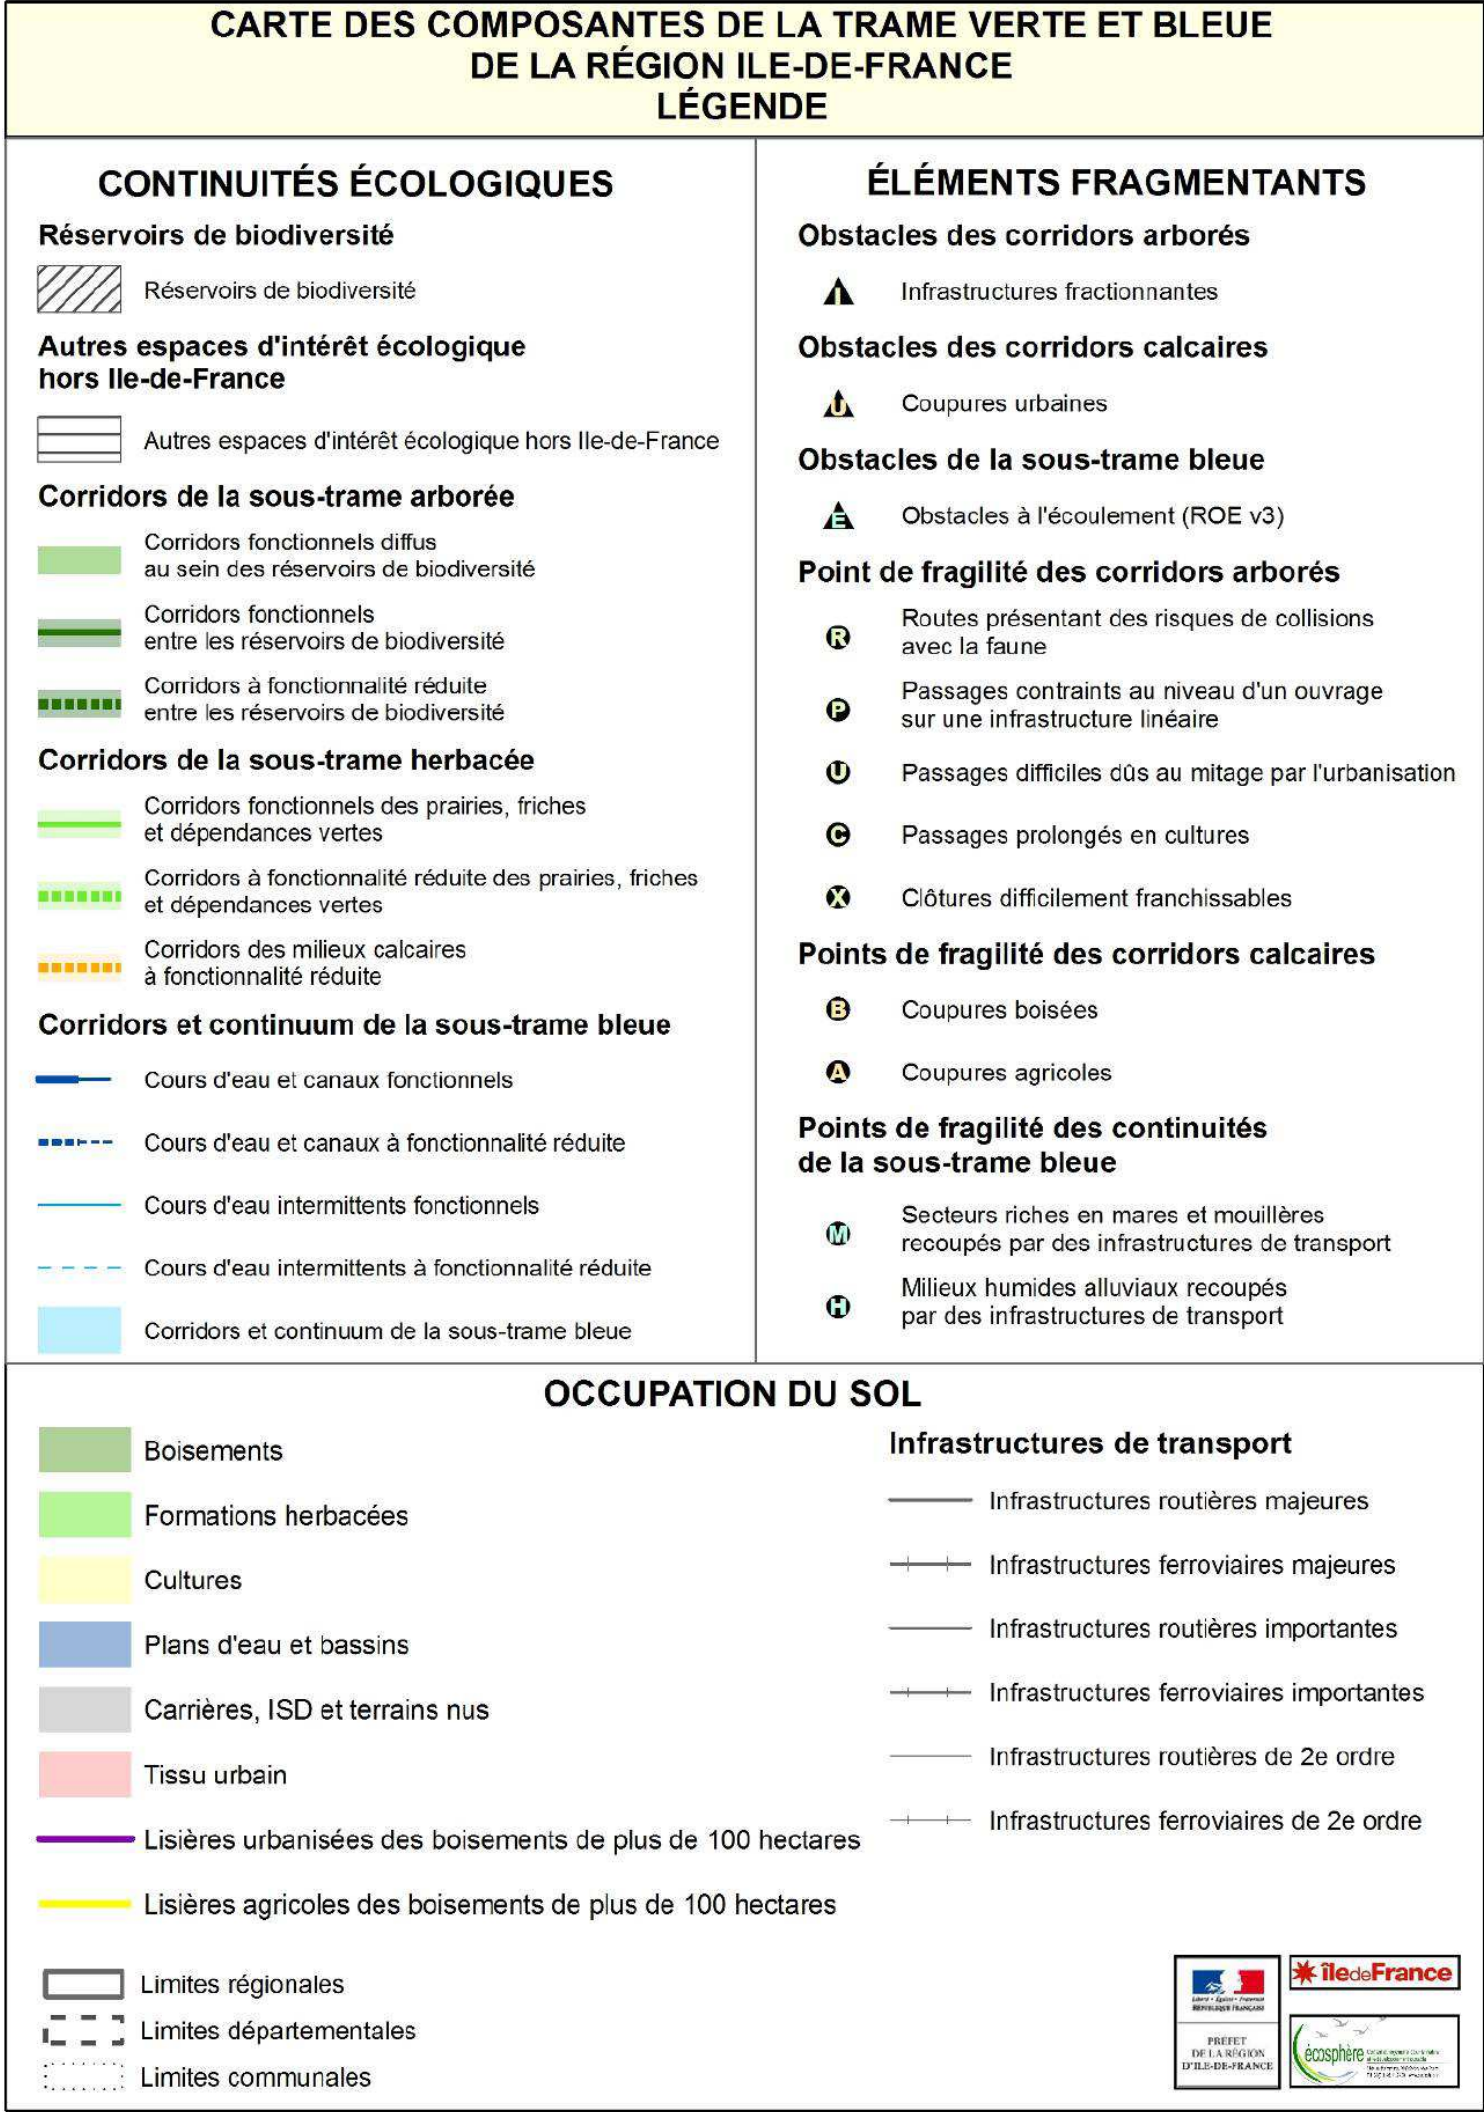 CARTE DES COMPOSANTES DE LA TRAME VERTE ET BLEUE
DE LA RÉGION ILE-DE-FRANCE
LÉGENDE
CONTINUITÉS ÉCOLOGIQUES
Réservoirs de biodiversité
Réservoirs de biodiversité
Autres espaces d'intérêt écologique
hors Ile-de-France
Autres espaces d'intérêt écologique hors Ile-de-France
Corridors de la sous-trame arborée
Corridors fonctionnels diffus
au sein des réservoirs de biodiversité
Corridors fonctionnels
entre les réservoirs de biodiversité
Corridors à fonctionnalité réduite
entre les réservoirs de biodiversité
Corridors de la sous-trame herbacée
Corridors fonctionnels des prairies, friches
et dépendances vertes
Corridors à fonctionnalité réduite des prairies, friches
et dépendances vertes
Corridors des milieux calcaires
à fonctionnalité réduite
Corridors et continuum de la sous-trame bleue
Cours d'eau et canaux fonctionnels
Cours d'eau et canaux à fonctionnalité réduite
Cours d'eau intermittents fonctionnels
Cours d'eau intermittents à fonctionnalité réduite
Corridors et continuum de la sous-trame bleue
ÉLÉMENTS FRAGMENTANTS
Obstacles des corridors arborés
I Infrastructures fractionnantes
Obstacles des corridors calcaires
U Coupures urbaines
Obstacles de la sous-trame bleue
E Obstacles à l'écoulement (ROE v3)
Point de fragilité des corridors arborés
R Routes présentant des risques de collisions
avec la faune
P Passages contraints au niveau d'un ouvrage
sur une infrastructure linéaire
U Passages difficiles dûs au mitage par l'urbanisation
C Passages prolongés en cultures
X Clôtures difficilement franchissables
Points de fragilité des corridors calcaires
B Coupures boisées
A Coupures agricoles
Points de fragilité des continuités
de la sous-trame bleue
M Secteurs riches en mares et mouillères
recoupés par des infrastructures de transport
H Milieux humides alluviaux recoupés
par des infrastructures de transport
OCCUPATION DU SOL
Boisements
Formations herbacées
Cultures
Plans d'eau et bassins
Carrières, ISD et terrains nus
Tissu urbain
Lisières urbanisées des boisements de plus de 100 hectares
Lisières agricoles des boisements de plus de 100 hectares
Limites régionales
Limites départementales
Limites communales
Infrastructures de transport
Infrastructures routières majeures
Infrastructures ferroviaires majeures
Infrastructures routières importantes
Infrastructures ferroviaires importantes
Infrastructures routières de 2e ordre
Infrastructures ferroviaires de 2e ordre
Liberté • Égalité • Fraternité
RÉPUBLIQUE FRANÇAISE
PREFET
DE LA RÉGION
D'ILE-DE-FRANCE
îledeFrance
écosphère